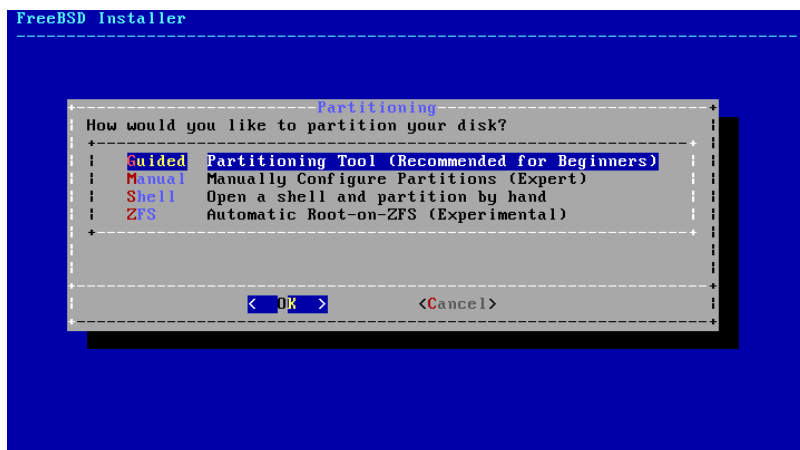 FreeBSD Installer
Partitioning
How would you like to partition your disk?
Guided Partitioning Tool (Recommended for Beginners)
Manual Manually Configure Partitions (Expert)
Shell Open a shell and partition by hand
ZFS Automatic Root-on-ZFS (Experimental)
< OK > <Cancel>